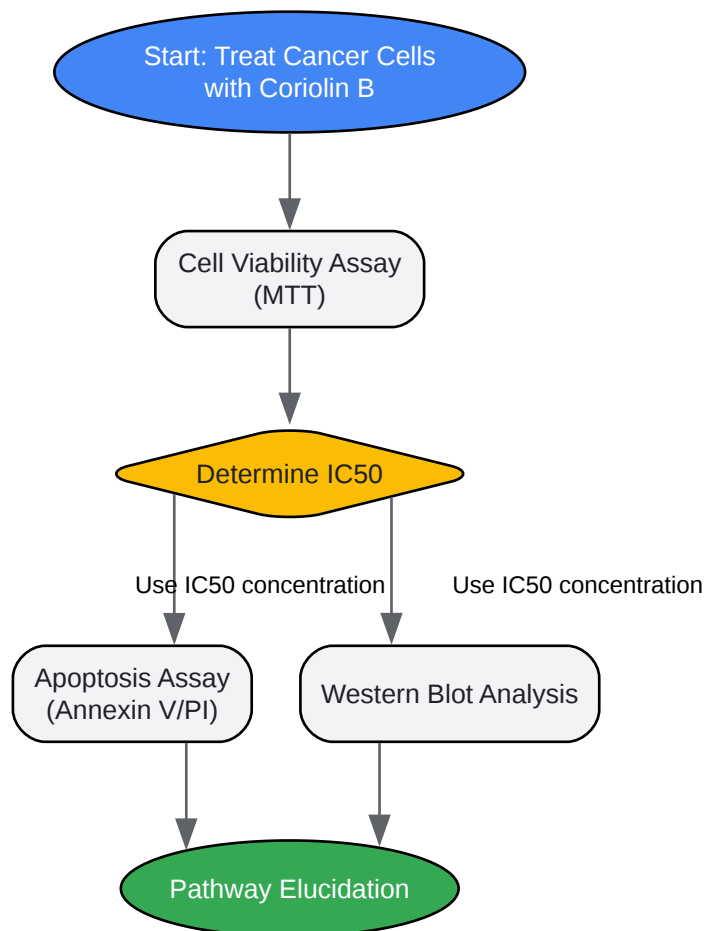 Start: Treat Cancer Cells
with Coriolin B
Cell Viability Assay
(MTT)
Determine IC50
Use IC50 concentration
Use IC50 concentration
Apoptosis Assay
(Annexin V/PI)
Western Blot Analysis
Pathway Elucidation